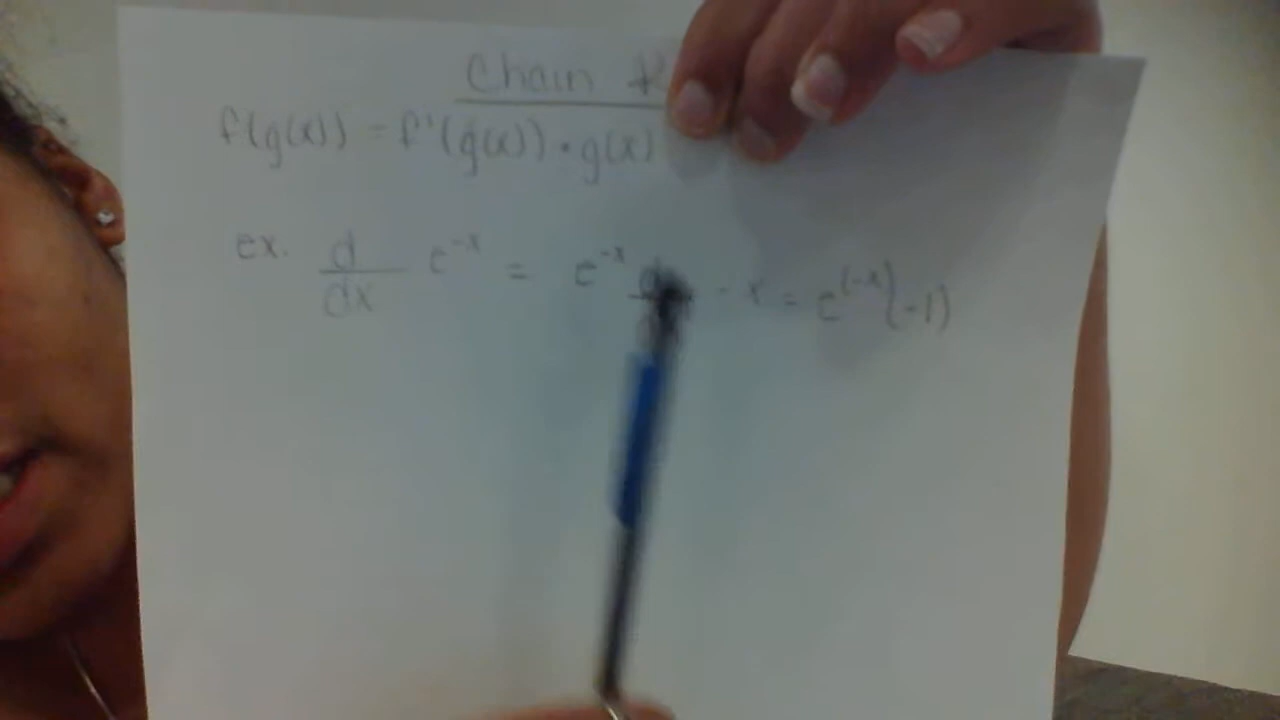 Chain R
f(g(x)) = f'(g(x)) · g(x)
ex. d/dx e^-x = e^-x d - x = e^(-x)(-1)